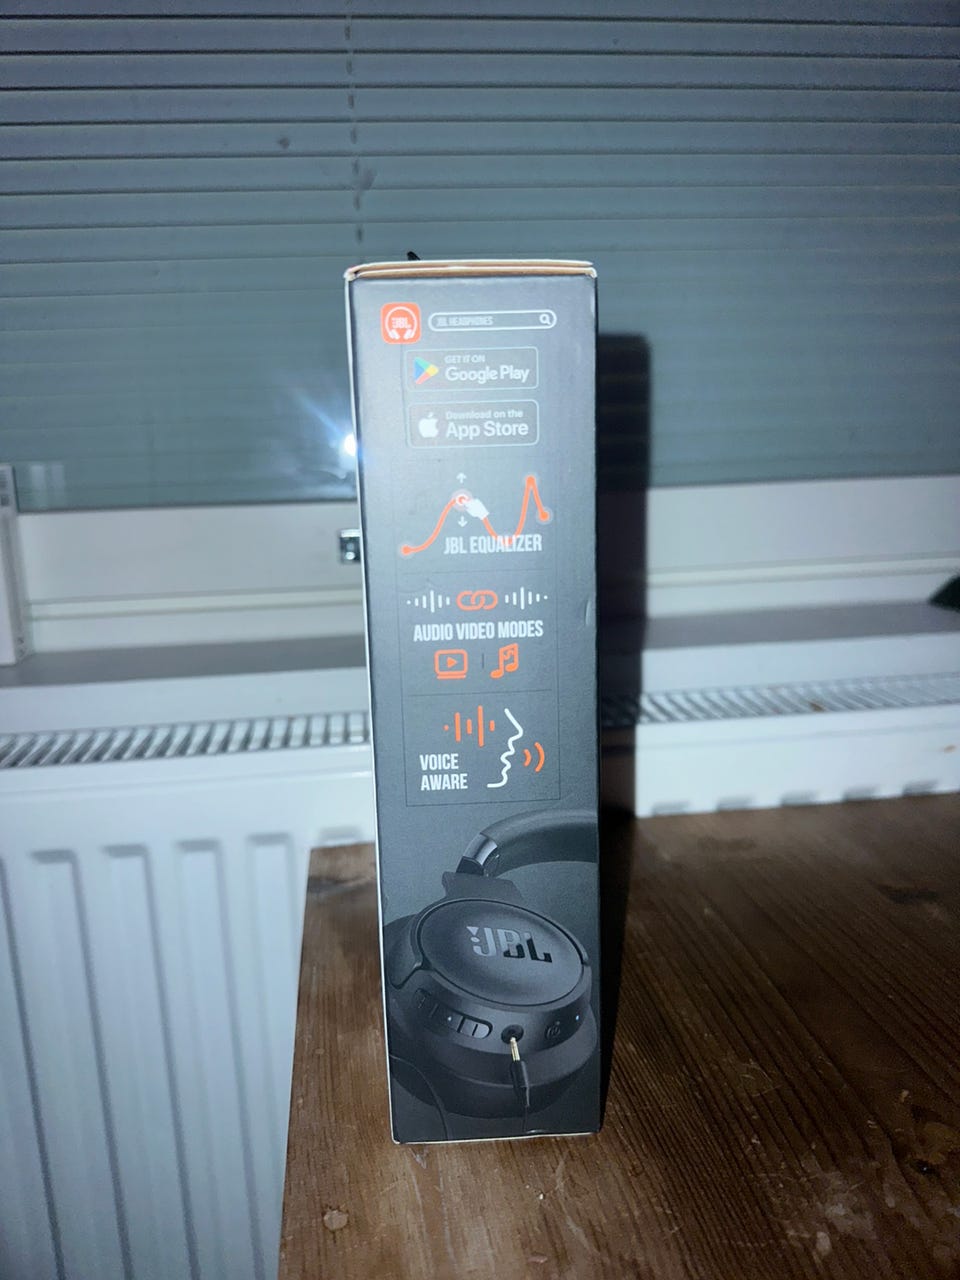 JBL
JBL HEADPHONES
GET IT ON
Google Play
Download on the
App Store
JBL EQUALIZER
AUDIO VIDEO MODES
VOICE
AWARE
JBL